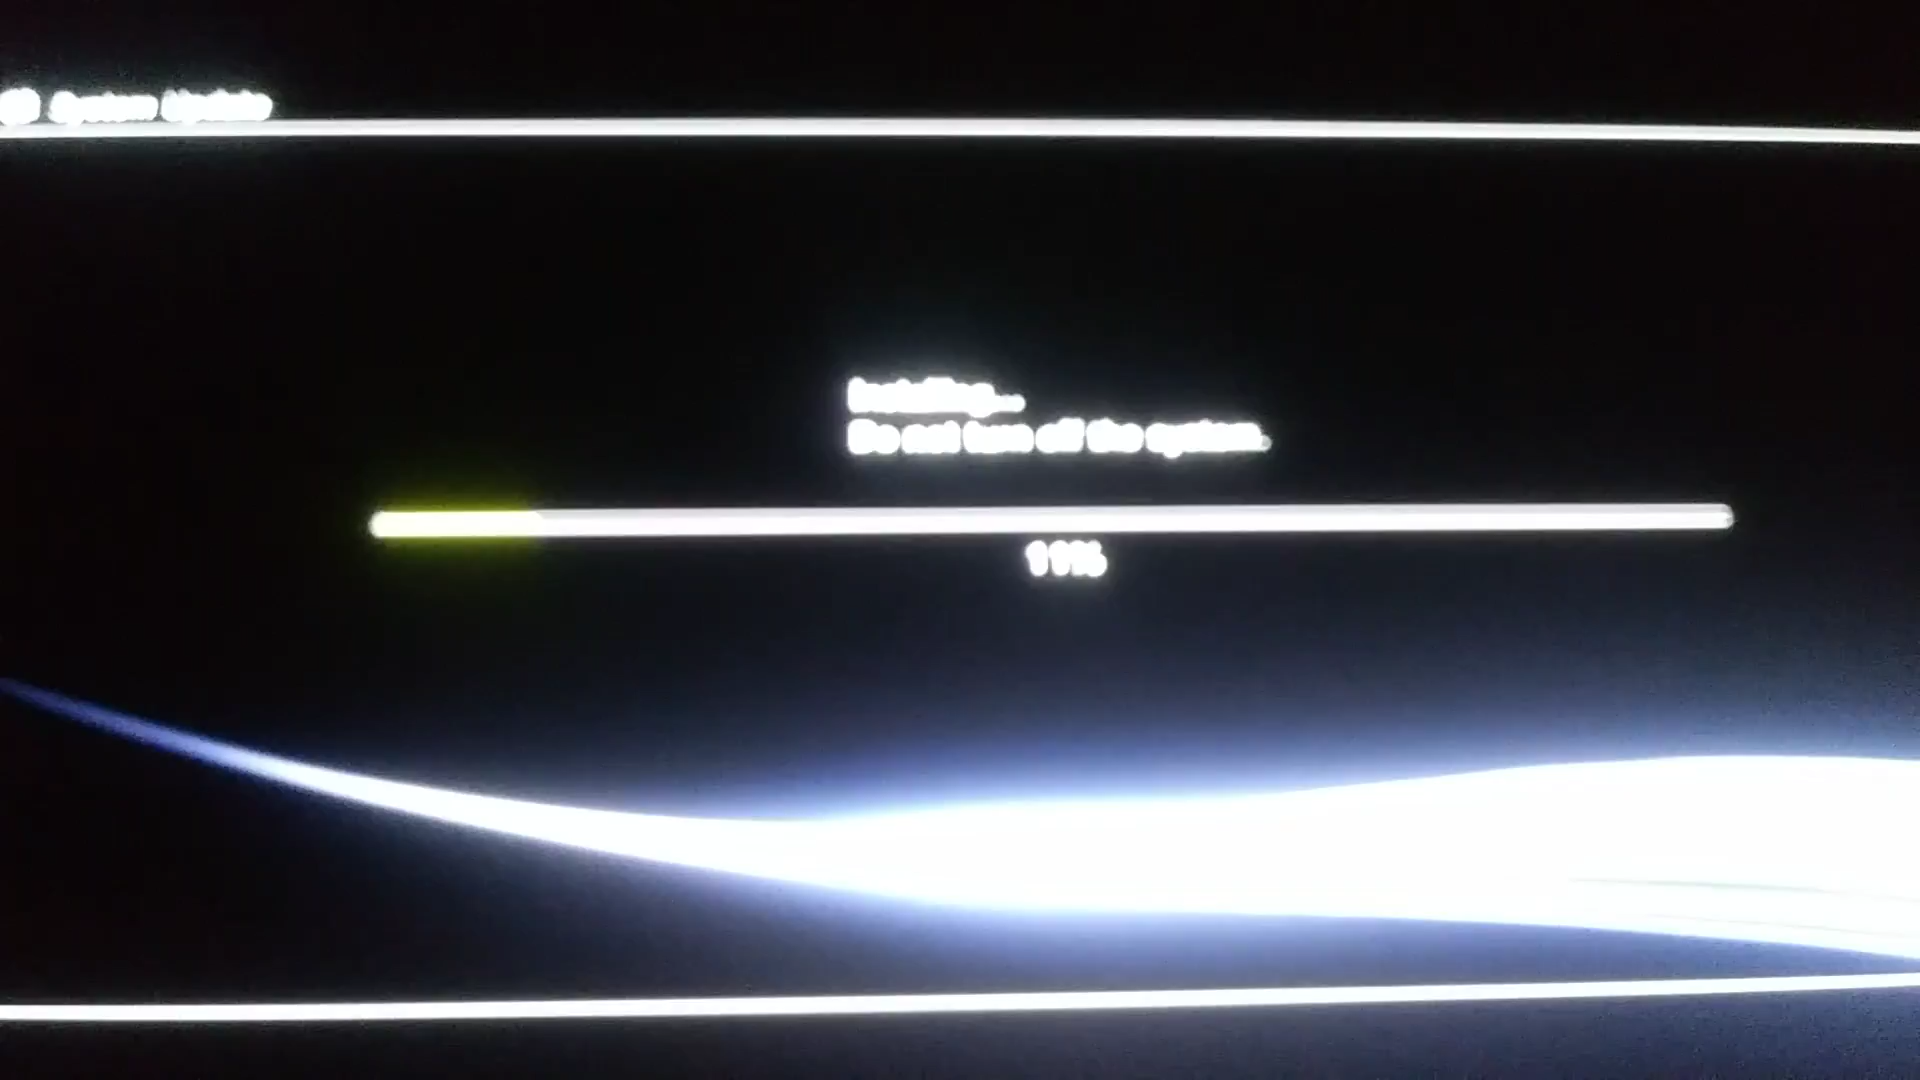 System Update
Installing...
Do not turn off the system.
11%